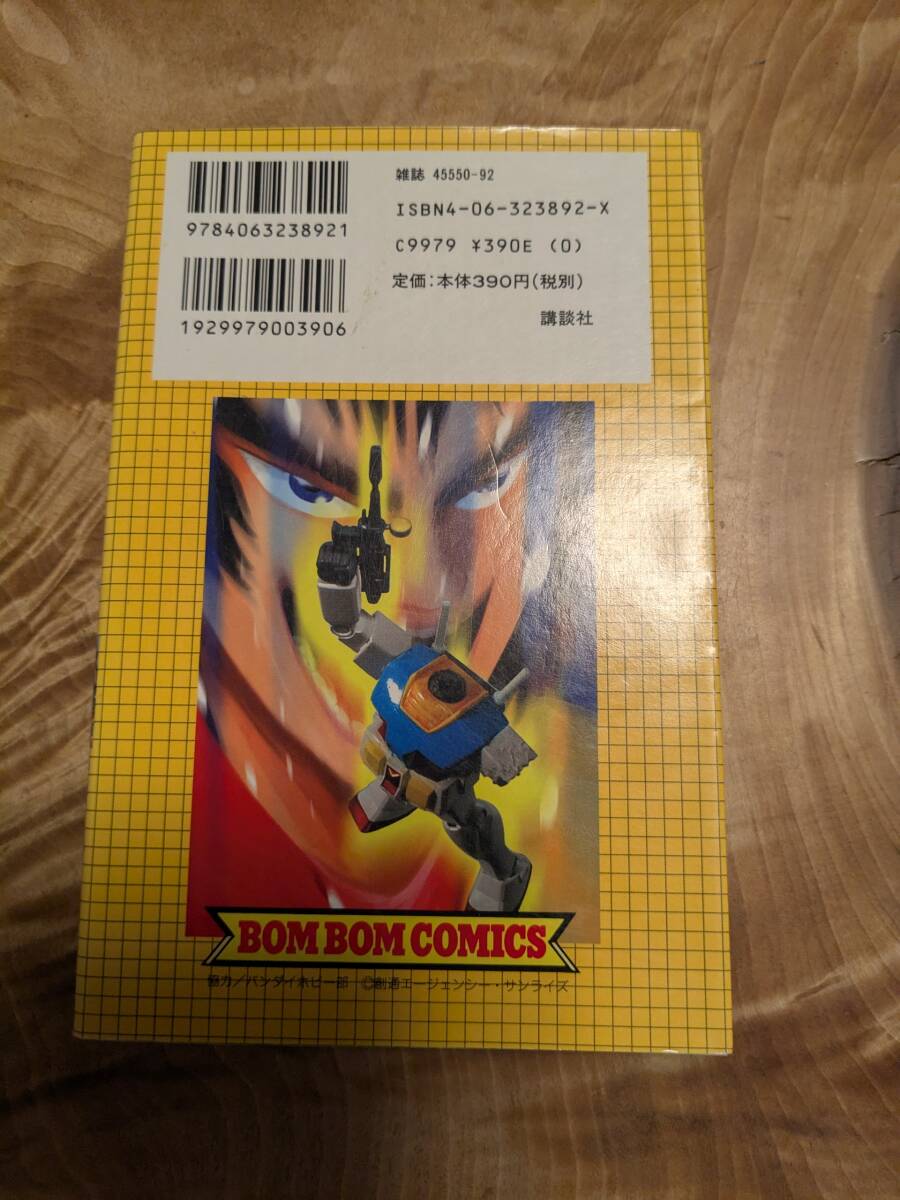 9784063238921
1929979003906
雑誌 45550-92
ISBN4-06-323892-X
C9979 ¥390E (0)
定価：本体390円(税別)
講談社
BOM BOM COMICS
協力／バンダイホビー部 ©創通エージェンシー・サンライズ